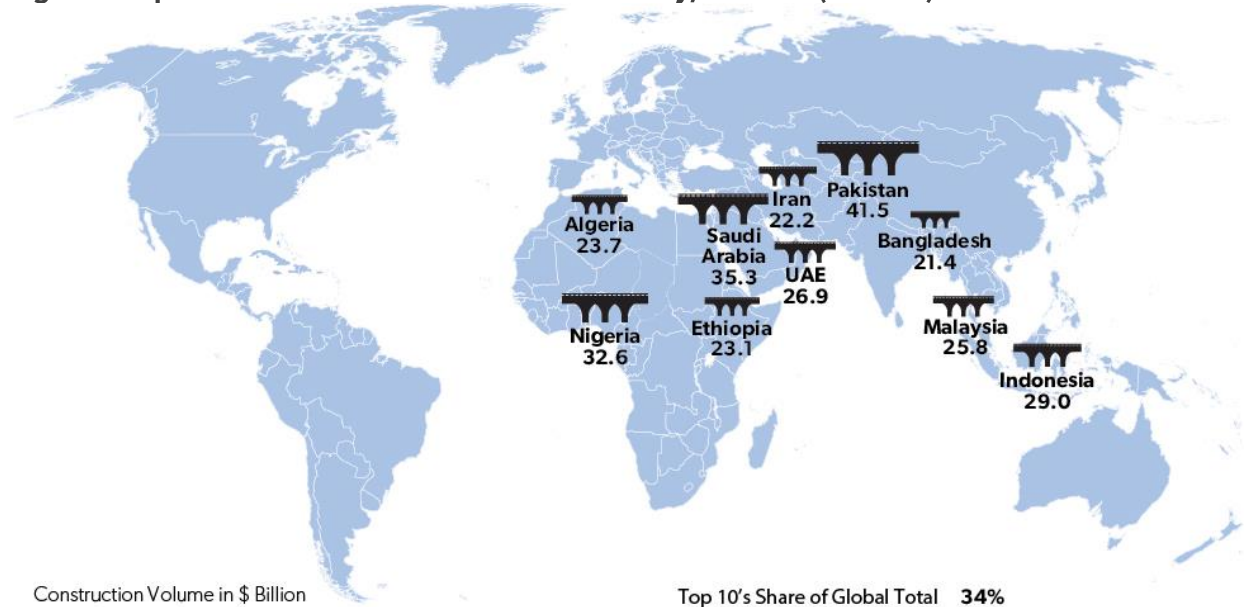 Iran
22.2
Pakistan
41.5
Algeria
23.7
Saudi
Arabia
35.3
Bangladesh
21.4
UAE
26.9
Nigeria
32.6
Ethiopia
23.1
Malaysia
25.8
Indonesia
29.0
Construction Volume in $ Billion
Top 10's Share of Global Total 34%